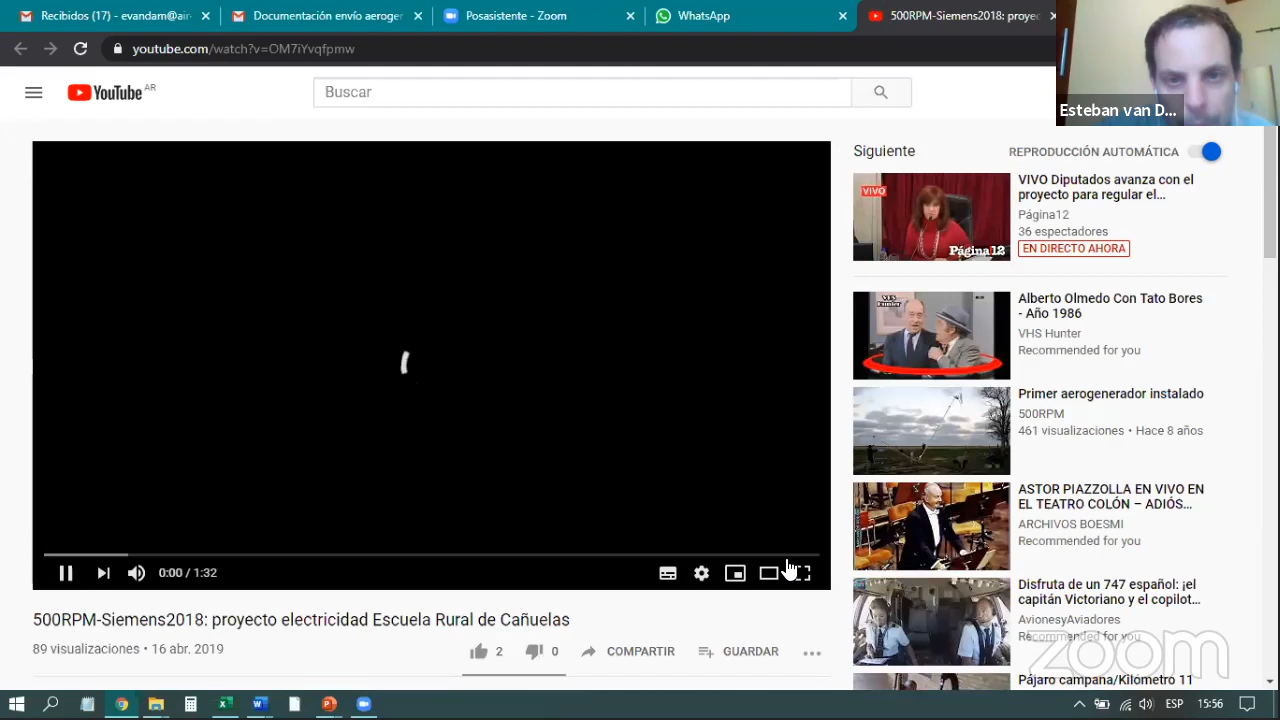 Recibidos (17) - evandam@air-
Documentación envío aeroger
Posasistente - Zoom
WhatsApp
500RPM-Siemens2018: proye
youtube.com/watch?v=OM7iYvqfpmw
YouTube AR
Buscar
Esteban van D...
Siguiente
REPRODUCCIÓN AUTOMÁTICA
VIVO
Página12
VIVO Diputados avanza con el
proyecto para regular el...
Página12
36 espectadores
EN DIRECTO AHORA
VHS
Hunter
Alberto Olmedo Con Tato Bores
- Año 1986
VHS Hunter
Recommended for you
Primer aerogenerador instalado
500RPM
461 visualizaciones • Hace 8 años
ASTOR PIAZZOLLA EN VIVO EN
EL TEATRO COLÓN – ADIÓS...
ARCHIVOS BOESMI
Recommended for you
Disfruta de un 747 español: ¡el
capitán Victoriano y el copilot...
AvionesyAviadores
Recommended for you
Pájaro campana/Kilómetro 11
0:00 / 1:32
500RPM-Siemens2018: proyecto electricidad Escuela Rural de Cañuelas
89 visualizaciones • 16 abr. 2019
2
0
COMPARTIR
GUARDAR
zoom
ESP
15:56